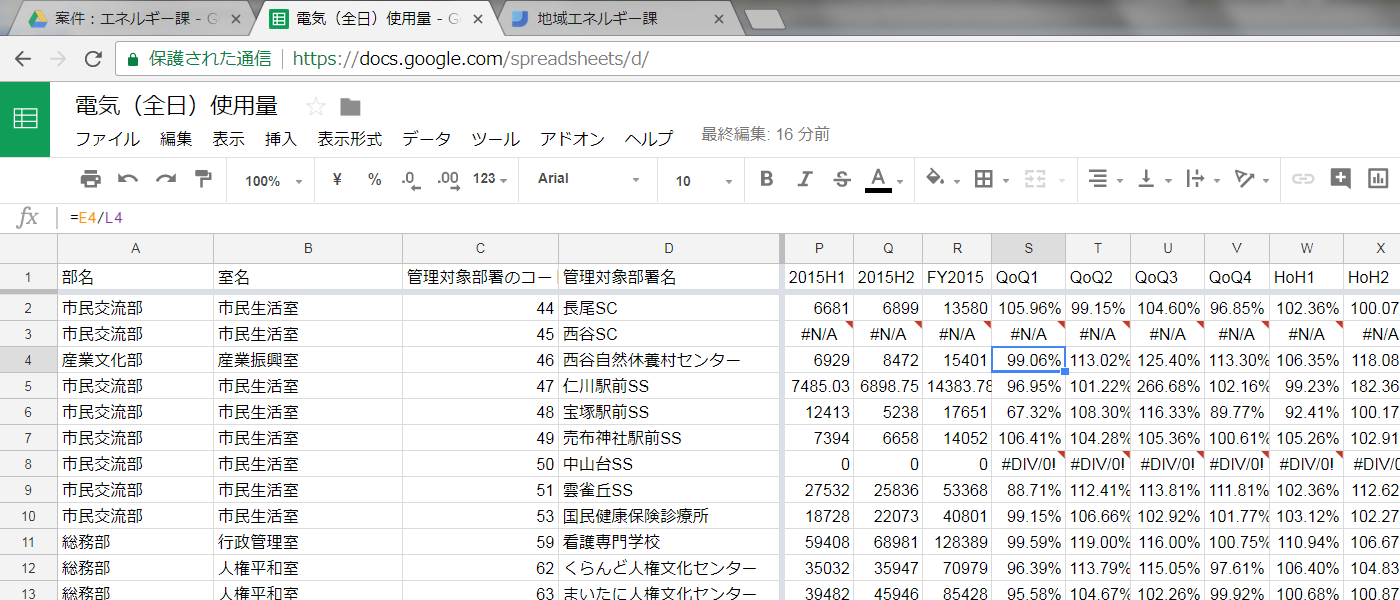 案件：エネルギー課 - G
電気（全日）使用量 - G
地域エネルギー課
保護された通信 https://docs.google.com/spreadsheets/d/
電気（全日）使用量
ファイル 編集 表示 挿入 表示形式 データ ツール アドオン ヘルプ 最終編集: 16 分前
100% ¥ % .0 .00 123 Arial 10 B I S A
fx =E4/L4
A B C D P Q R S T U V W X
1 部名 室名 管理対象部署のコー 管理対象部署名 2015H1 2015H2 FY2015 QoQ1 QoQ2 QoQ3 QoQ4 HoH1 HoH2
2 市民交流部 市民生活室 44 長尾SC 6681 6899 13580 105.96% 99.15% 104.60% 96.85% 102.36% 100.07
3 市民交流部 市民生活室 45 西谷SC #N/A #N/A #N/A #N/A #N/A #N/A #N/A #N/A #N/A
4 産業文化部 産業振興室 46 西谷自然休養村センター 6929 8472 15401 99.06% 113.02% 125.40% 113.30% 106.35% 118.08
5 市民交流部 市民生活室 47 仁川駅前SS 7485.03 6898.75 14383.78 96.95% 101.22% 266.68% 102.16% 99.23% 182.36
6 市民交流部 市民生活室 48 宝塚駅前SS 12413 5238 17651 67.32% 108.30% 116.33% 89.77% 92.41% 100.17
7 市民交流部 市民生活室 49 売布神社駅前SS 7394 6658 14052 106.41% 104.28% 105.36% 100.61% 105.26% 102.91
8 市民交流部 市民生活室 50 中山台SS 0 0 0 #DIV/0! #DIV/0! #DIV/0! #DIV/0! #DIV/0! #DIV/0
9 市民交流部 市民生活室 51 雲雀丘SS 27532 25836 53368 88.71% 112.41% 113.81% 111.81% 102.36% 112.62
10 市民交流部 市民生活室 53 国民健康保険診療所 18728 22073 40801 99.15% 106.66% 102.92% 101.77% 103.12% 102.27
11 総務部 行政管理室 59 看護専門学校 59408 68981 128389 99.59% 119.00% 116.00% 100.75% 110.94% 106.67
12 総務部 人権平和室 62 くらんど人権文化センター 35032 35947 70979 96.39% 113.79% 115.05% 97.61% 106.40% 104.83
13 総務部 人権平和室 63 まいたに人権文化センター 39482 45946 85428 95.58% 104.67% 102.26% 99.92% 100.68% 100.87